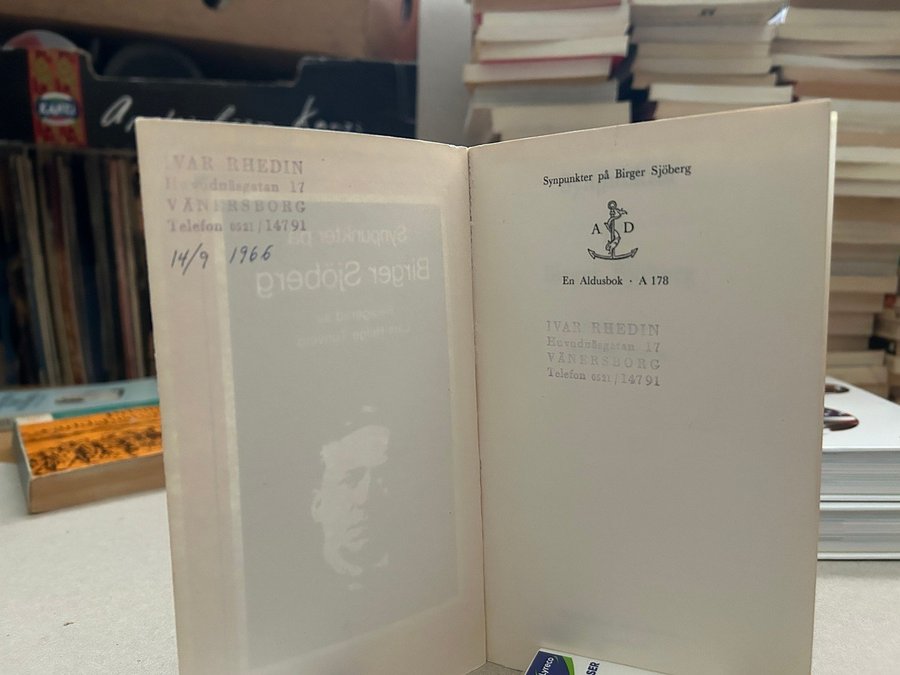 IVAR RHEDIN
Hovdnäsgatan 17
VÄNERSBORG
Telefon 0521/14791
14/9 1966
Synpunkter på
Birger Sjöberg
Synpunkter på Birger Sjöberg
A D
En Aldusbok · A 178
IVAR RHEDIN
17
VÄNERSBORG
Telefon 0521/14791
Lyreco